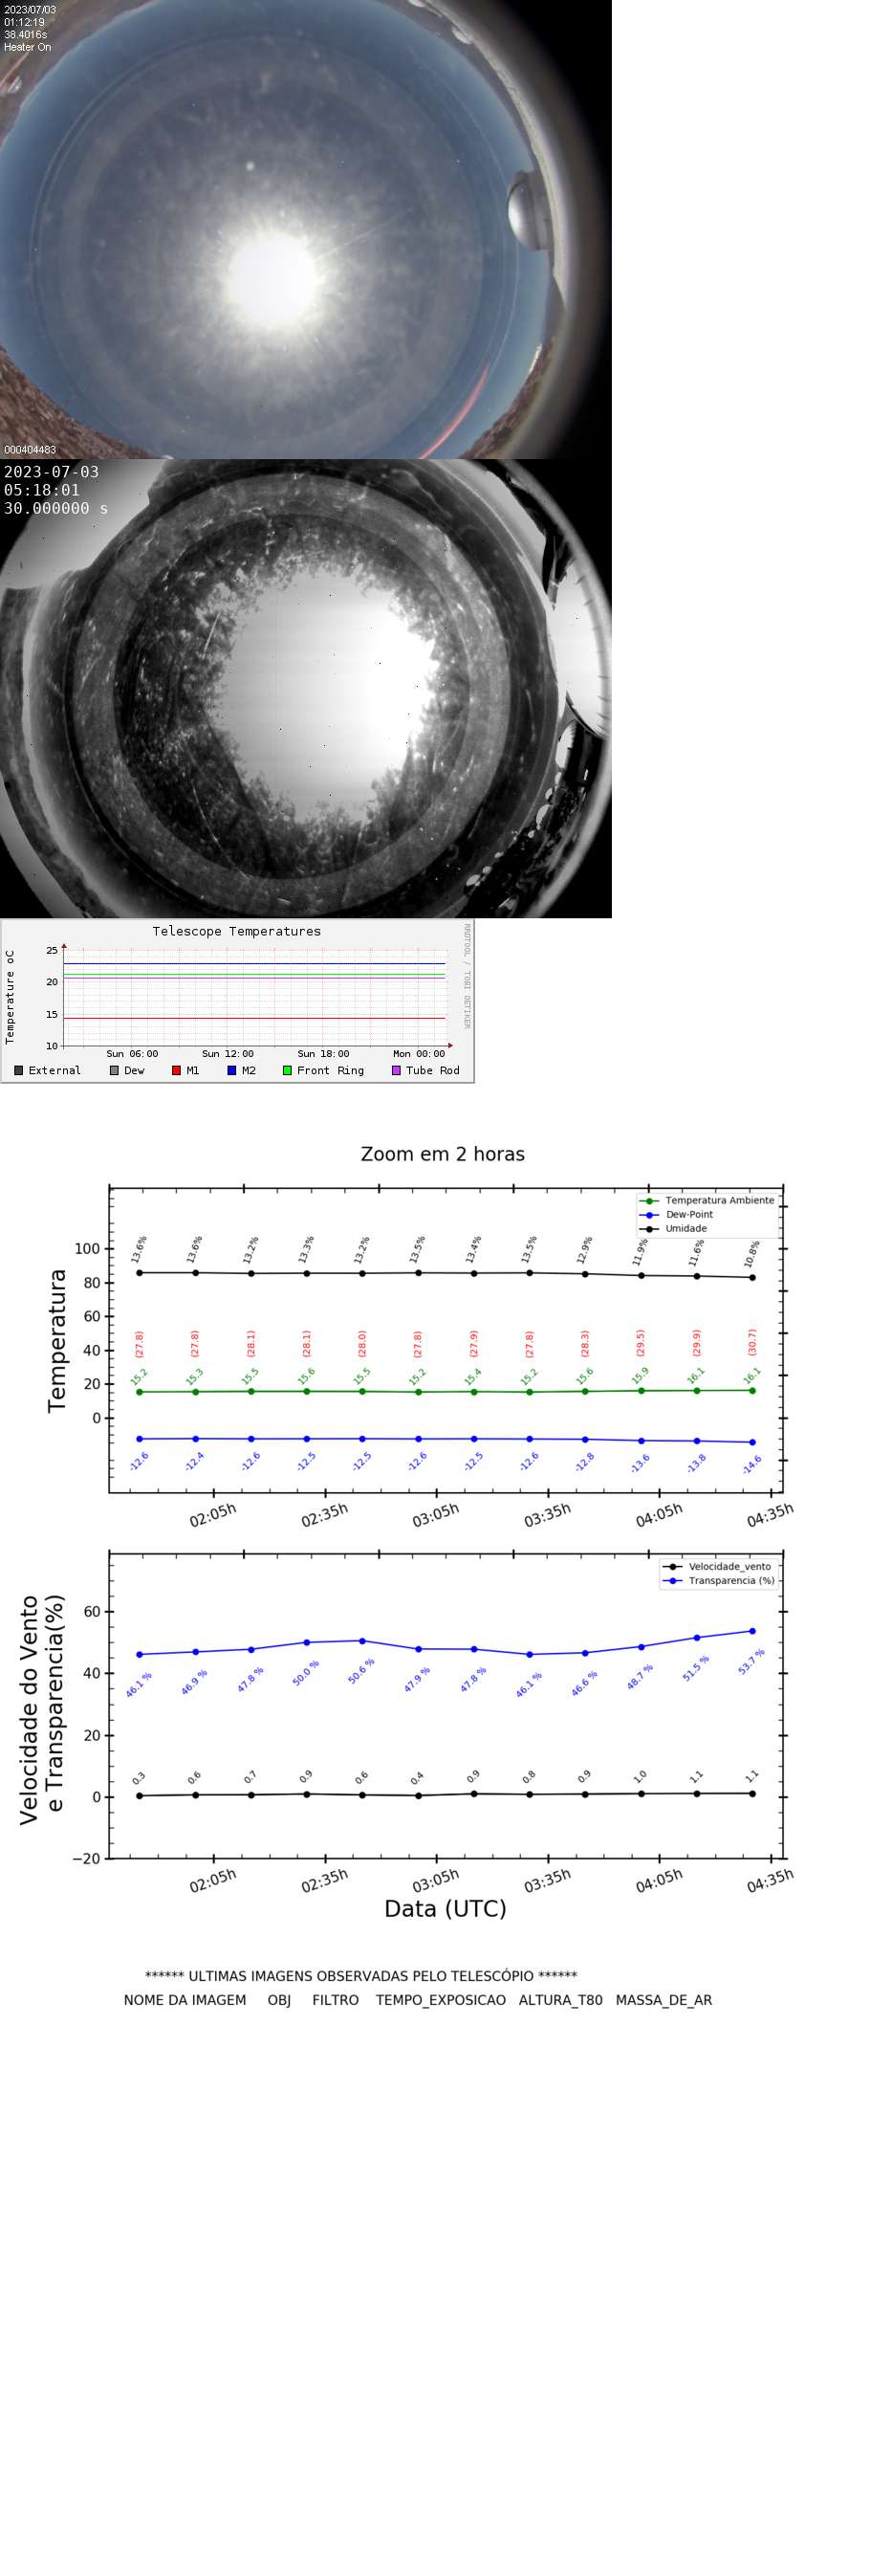 2023/07/03
01:12:19
38.4016s
Heater On
000404483
2023-07-03
05:18:01
30.000000 s
Telescope Temperatures
RRDTOOL / TOBI OETIKER
Temperature oC
25
20
15
10
Sun 06:00 Sun 12:00 Sun 18:00 Mon 00:00
External Dew M1 M2 Front Ring Tube Rod
Zoom em 2 horas
Temperatura Ambiente
Dew-Point
Umidade
Temperatura
100
80
60
40
20
0
13.6% 13.6% 13.2% 13.3% 13.2% 13.5% 13.4% 13.5% 12.9% 11.9% 11.6% 10.8%
(27.8) (27.8) (28.1) (28.1) (28.0) (27.8) (27.9) (27.8) (28.3) (29.5) (29.9) (30.7)
15.2 15.3 15.5 15.6 15.5 15.2 15.4 15.2 15.6 15.9 16.1 16.1
-12.6 -12.4 -12.6 -12.5 -12.5 -12.6 -12.5 -12.6 -12.8 -13.6 -13.8 -14.6
02:05h 02:35h 03:05h 03:35h 04:05h 04:35h
Velocidade_vento
Transparencia (%)
Velocidade do Vento
e Transparencia(%)
60
40
20
0
−20
46.1 % 46.9 % 47.8 % 50.0 % 50.6 % 47.9 % 47.8 % 46.1 % 46.6 % 48.7 % 51.5 % 53.7 %
0.3 0.6 0.7 0.9 0.6 0.4 0.9 0.8 0.9 1.0 1.1 1.1
02:05h 02:35h 03:05h 03:35h 04:05h 04:35h
Data (UTC)
****** ULTIMAS IMAGENS OBSERVADAS PELO TELESCÓPIO ******
NOME DA IMAGEM OBJ FILTRO TEMPO_EXPOSICAO ALTURA_T80 MASSA_DE_AR